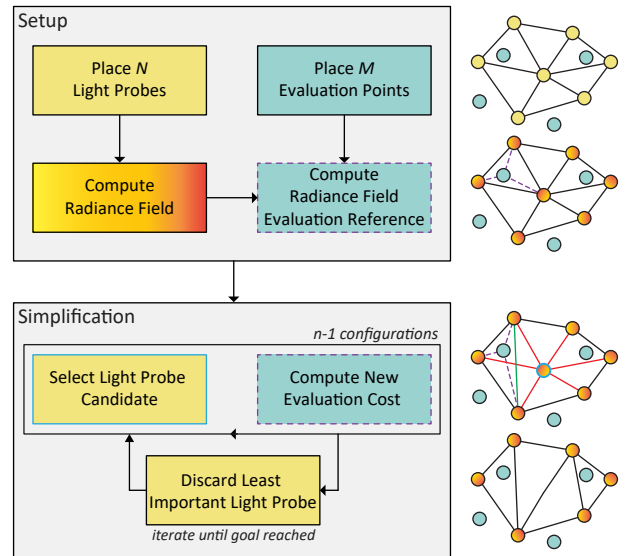 Setup
Place N
Light Probes
Place M
Evaluation Points
Compute
Radiance Field
Compute
Radiance Field
Evaluation Reference
Simplification
n-1 configurations
Select Light Probe
Candidate
Compute New
Evaluation Cost
Discard Least
Important Light Probe
iterate until goal reached